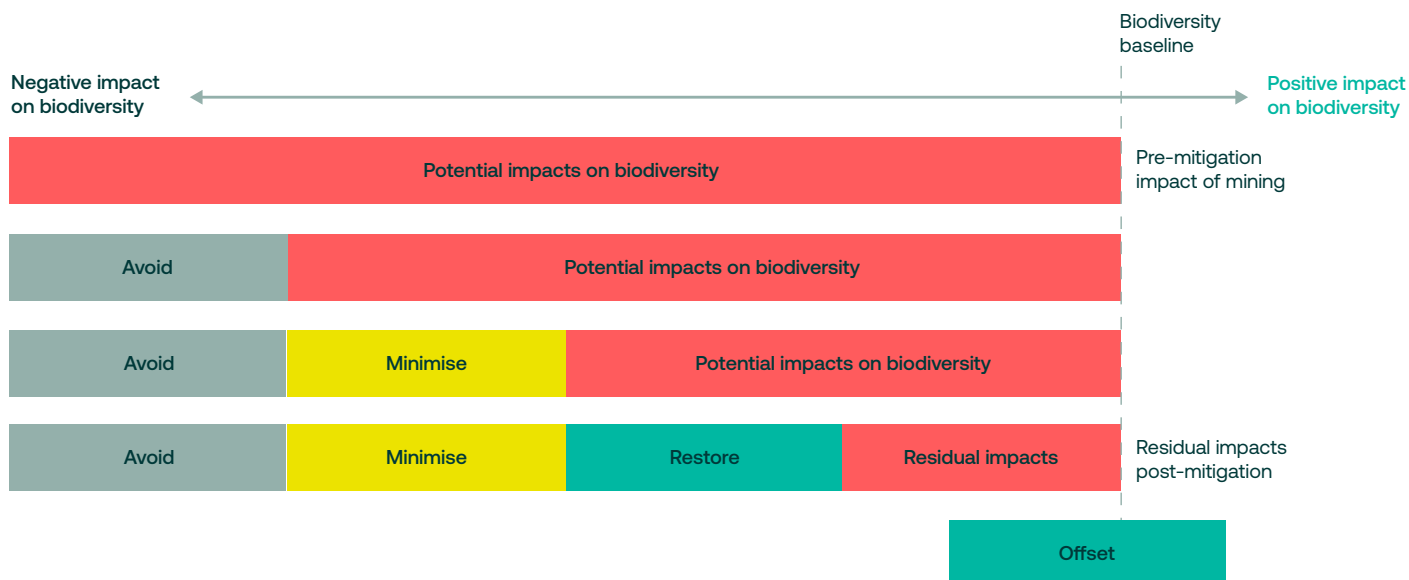 Biodiversity
baseline
Negative impact
on biodiversity
Positive impact
on biodiversity
Potential impacts on biodiversity
Pre-mitigation
impact of mining
Avoid
Potential impacts on biodiversity
Avoid
Minimise
Potential impacts on biodiversity
Avoid
Minimise
Restore
Residual impacts
Residual impacts
post-mitigation
Offset